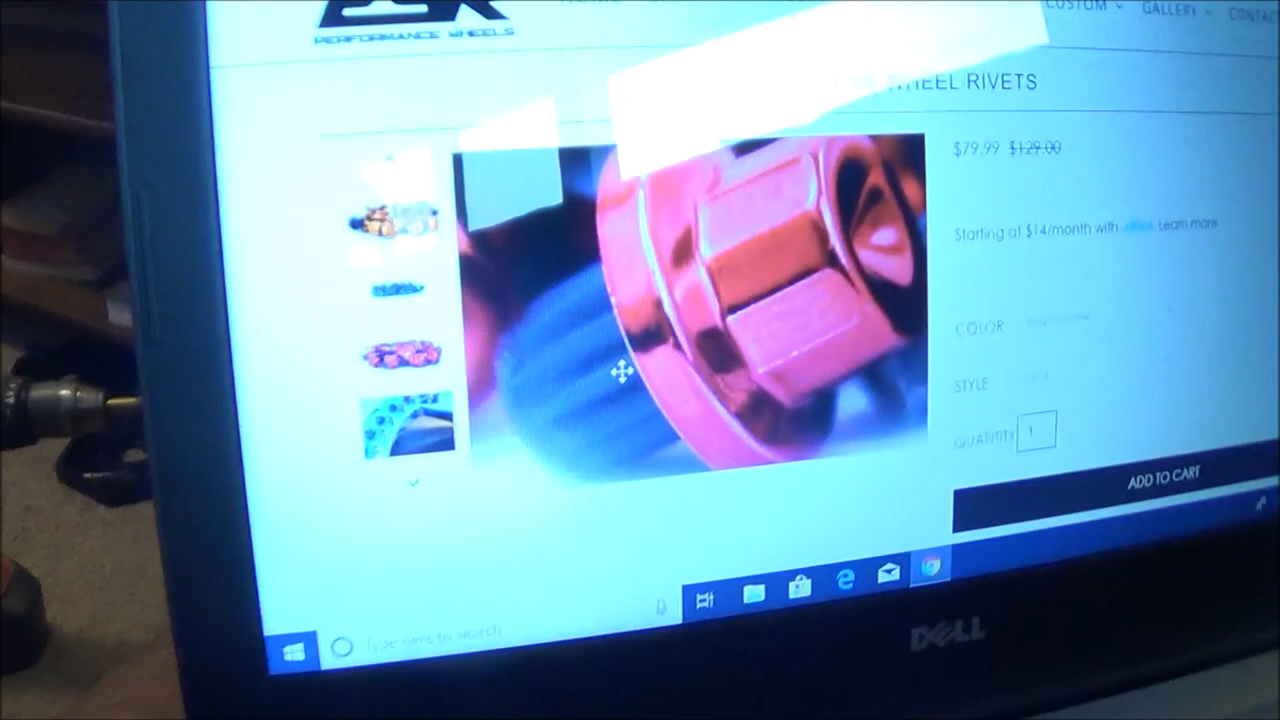 PERFORMANCE WHEELS
CUSTOM
GALLERY
WHEEL RIVETS
$79.99 $129.00
Starting at $14/month with Learn more
COLOR
STYLE
QUANTITY 1
ADD TO CART
Type here to search
DELL